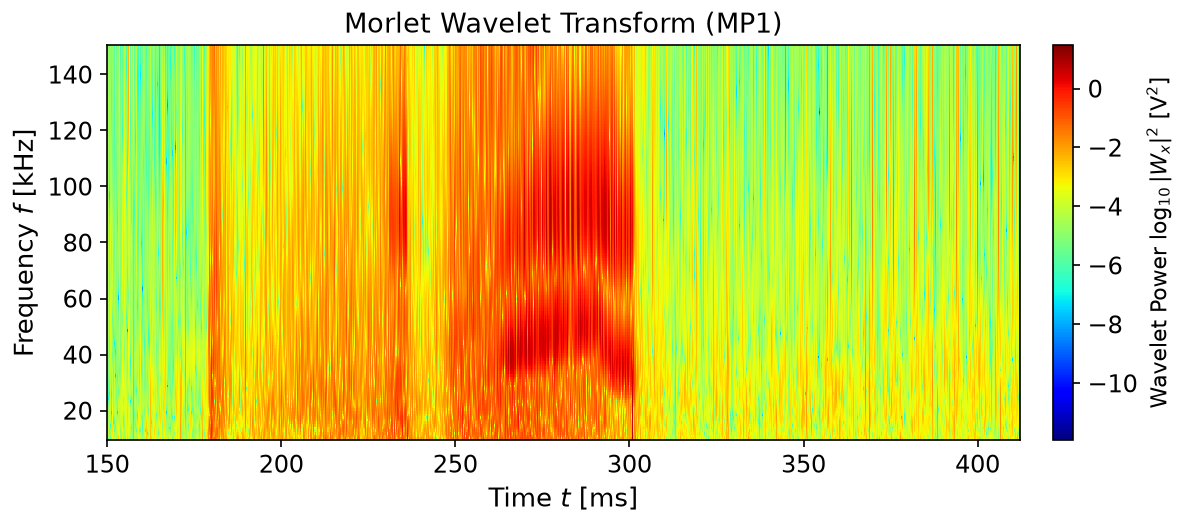 Morlet Wavelet Transform (MP1)
Frequency f [kHz]
140
120
100
80
60
40
20
150 200 250 300 350 400
Time t [ms]
0
−2
−4
−6
−8
−10
Wavelet Power log₁₀|Wₓ|² [V²]